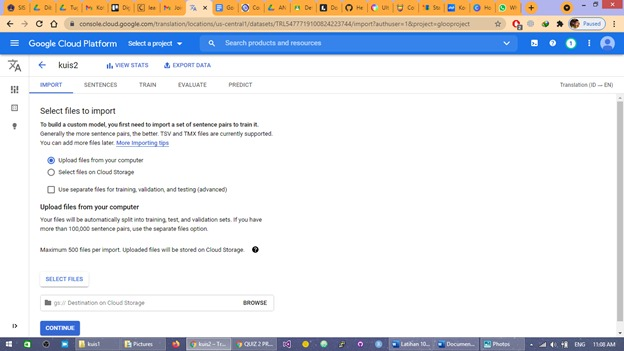 console.cloud.google.com/translation/locations/us-central1/datasets/TRL5477719100824223744/import?authuser=1&project=glooproject
Paused
Google Cloud Platform
Select a project
Search products and resources
1
kuis2
VIEW STATS
EXPORT DATA
IMPORT
SENTENCES
TRAIN
EVALUATE
PREDICT
Translation (ID — EN)
Select files to import
To build a custom model, you first need to import a set of sentence pairs to train it.
Generally the more sentence pairs, the better. TSV and TMX files are currently supported.
You can add more files later. More Importing tips
Upload files from your computer
Select files on Cloud Storage
Use separate files for training, validation, and testing (advanced)
Upload files from your computer
Your files will be automatically split into training, test, and validation sets. If you have
more than 100,000 sentence pairs, use the separate files option.
Maximum 500 files per import. Uploaded files will be stored on Cloud Storage.
SELECT FILES
gs:// Destination on Cloud Storage
BROWSE
CONTINUE
kuis1
Pictures
kuis2 – Tr...
QUIZ 2 PR...
Latihan 10...
Document...
Photos
ENG
11:08 AM